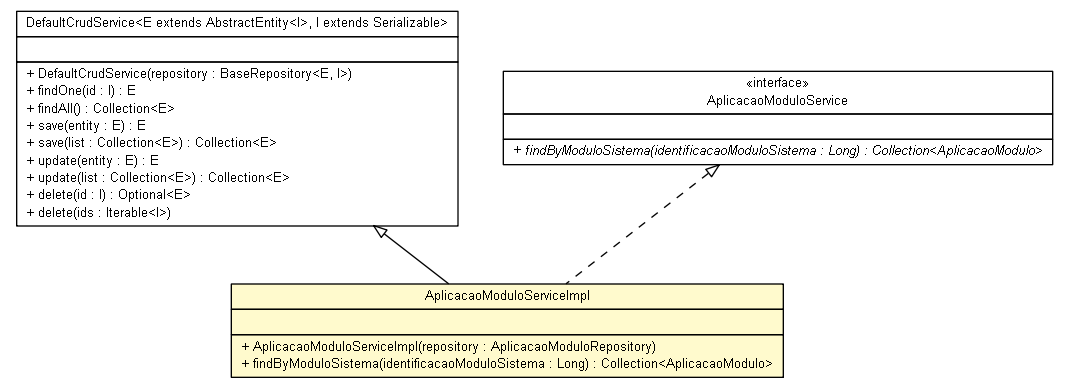 DefaultCrudService<E extends AbstractEntity<I>, I extends Serializable>
+ DefaultCrudService(repository : BaseRepository<E, I>)
+ findOne(id : I) : E
+ findAll() : Collection<E>
+ save(entity : E) : E
+ save(list : Collection<E>) : Collection<E>
+ update(entity : E) : E
+ update(list : Collection<E>) : Collection<E>
+ delete(id : I) : Optional<E>
+ delete(ids : Iterable<I>)
«interface»
AplicacaoModuloService
+ findByModuloSistema(identificacaoModuloSistema : Long) : Collection<AplicacaoModulo>
AplicacaoModuloServiceImpl
+ AplicacaoModuloServiceImpl(repository : AplicacaoModuloRepository)
+ findByModuloSistema(identificacaoModuloSistema : Long) : Collection<AplicacaoModulo>